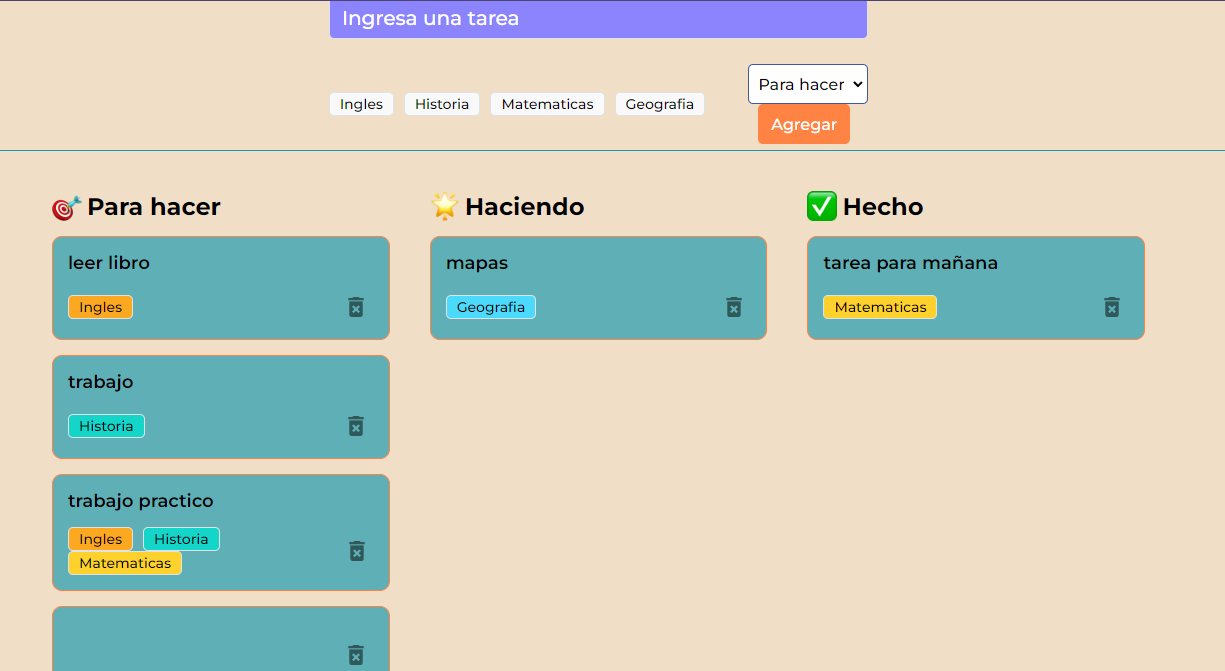 Ingresa una tarea
Ingles Historia Matematicas Geografia
Para hacer
Agregar
Para hacer
leer libro
Ingles
trabajo
Historia
trabajo practico
Ingles Historia
Matematicas
Haciendo
mapas
Geografia
Hecho
tarea para mañana
Matematicas